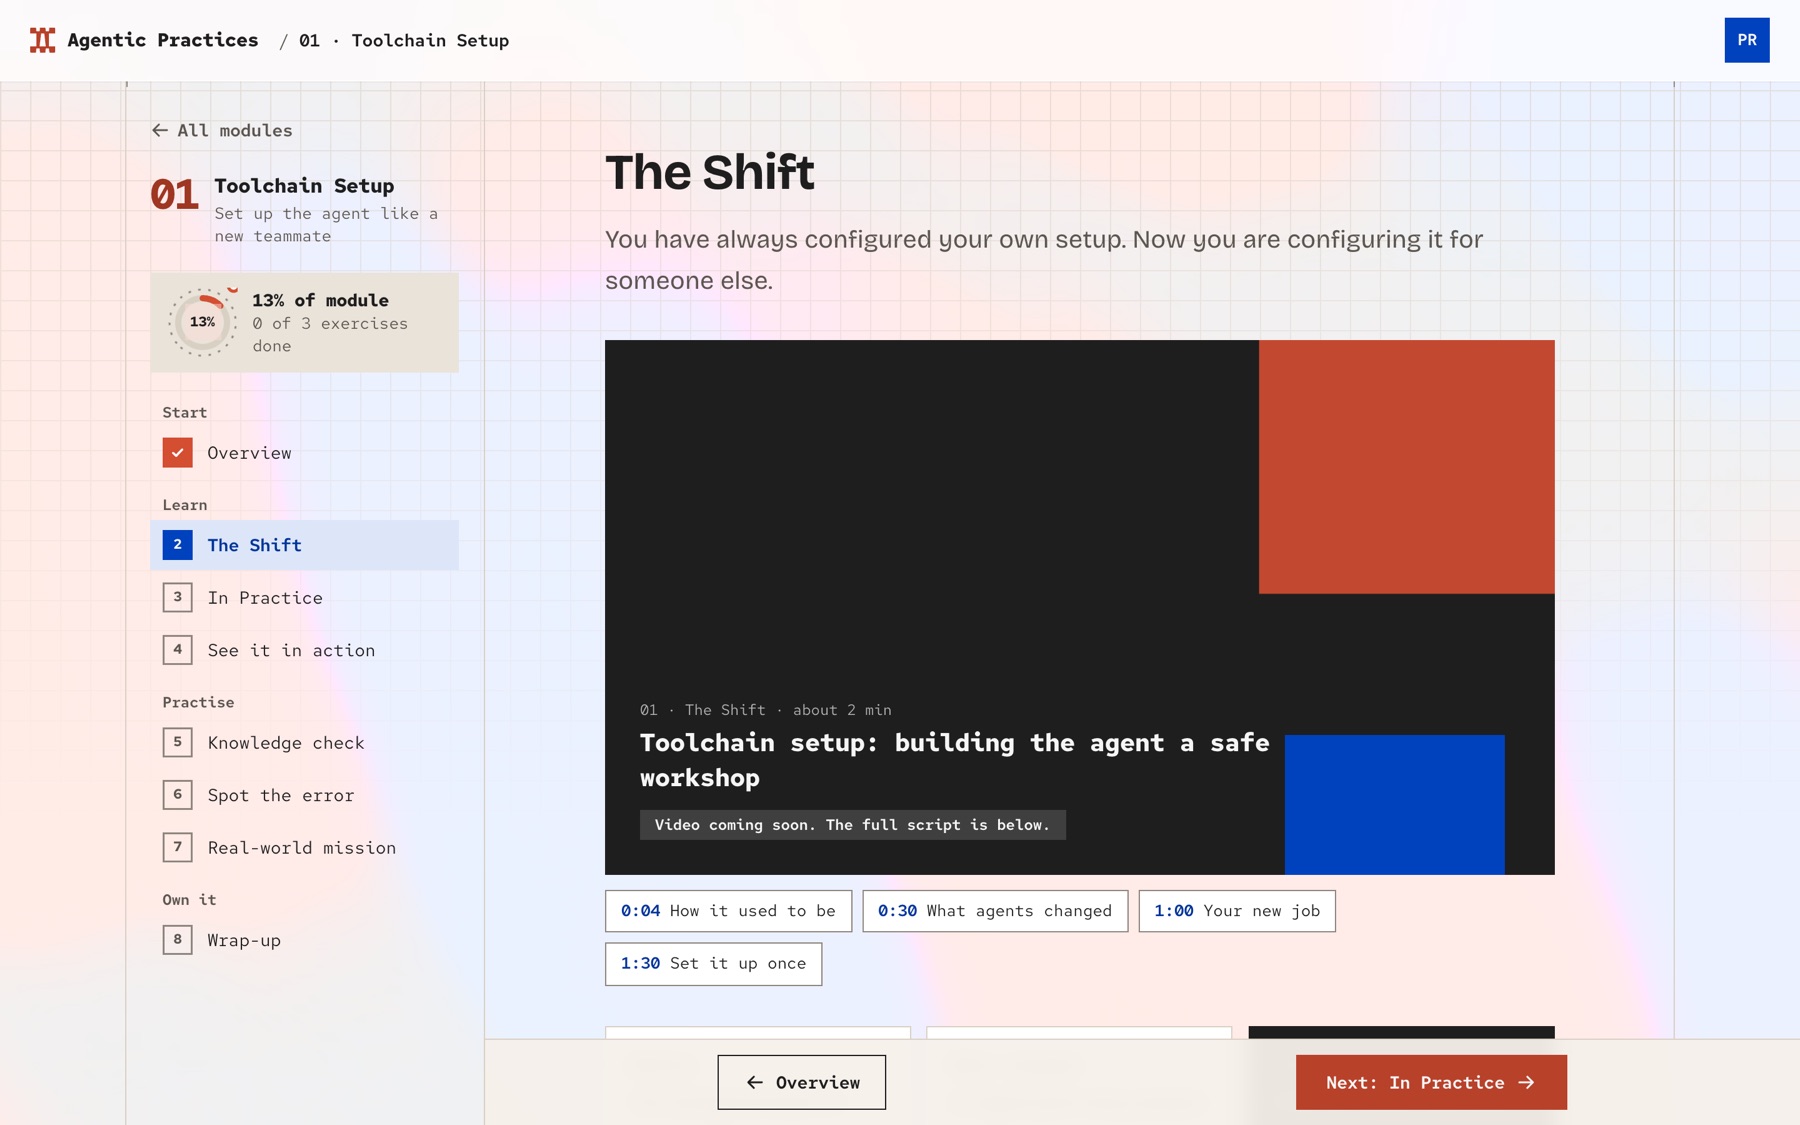 Agentic Practices / 01 · Toolchain Setup
PR
← All modules
01
Toolchain Setup
Set up the agent like a
new teammate
13%
13% of module
0 of 3 exercises
done
Start
Overview
Learn
2 The Shift
3 In Practice
4 See it in action
Practise
5 Knowledge check
6 Spot the error
7 Real-world mission
Own it
8 Wrap-up
The Shift
You have always configured your own setup. Now you are configuring it for
someone else.
01 · The Shift · about 2 min
Toolchain setup: building the agent a safe
workshop
Video coming soon. The full script is below.
0:04 How it used to be
0:30 What agents changed
1:00 Your new job
1:30 Set it up once
← Overview
Next: In Practice →